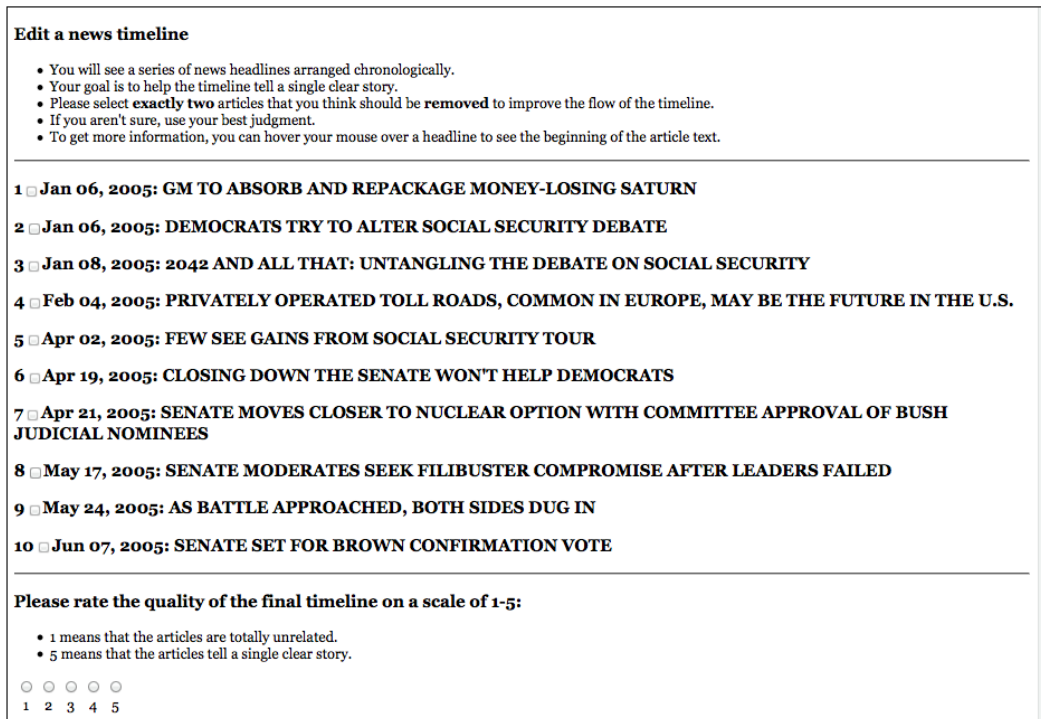 Edit a news timeline
• You will see a series of news headlines arranged chronologically.
• Your goal is to help the timeline tell a single clear story.
• Please select exactly two articles that you think should be removed to improve the flow of the timeline.
• If you aren't sure, use your best judgment.
• To get more information, you can hover your mouse over a headline to see the beginning of the article text.
1 Jan 06, 2005: GM TO ABSORB AND REPACKAGE MONEY-LOSING SATURN
2 Jan 06, 2005: DEMOCRATS TRY TO ALTER SOCIAL SECURITY DEBATE
3 Jan 08, 2005: 2042 AND ALL THAT: UNTANGLING THE DEBATE ON SOCIAL SECURITY
4 Feb 04, 2005: PRIVATELY OPERATED TOLL ROADS, COMMON IN EUROPE, MAY BE THE FUTURE IN THE U.S.
5 Apr 02, 2005: FEW SEE GAINS FROM SOCIAL SECURITY TOUR
6 Apr 19, 2005: CLOSING DOWN THE SENATE WON'T HELP DEMOCRATS
7 Apr 21, 2005: SENATE MOVES CLOSER TO NUCLEAR OPTION WITH COMMITTEE APPROVAL OF BUSH
JUDICIAL NOMINEES
8 May 17, 2005: SENATE MODERATES SEEK FILIBUSTER COMPROMISE AFTER LEADERS FAILED
9 May 24, 2005: AS BATTLE APPROACHED, BOTH SIDES DUG IN
10 Jun 07, 2005: SENATE SET FOR BROWN CONFIRMATION VOTE
Please rate the quality of the final timeline on a scale of 1-5:
• 1 means that the articles are totally unrelated.
• 5 means that the articles tell a single clear story.
1 2 3 4 5